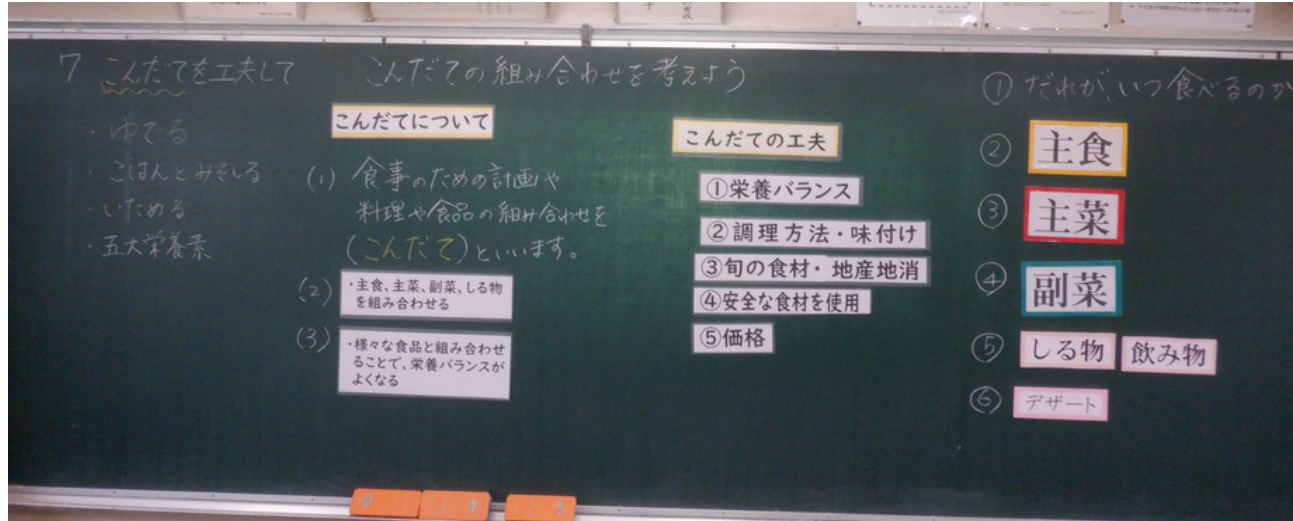 7 こんだてを工夫して
・ゆでる
・ごはんとみそしる
・いためる
・五大栄養素
こんだての組み合わせを考えよう
こんだてについて
(1) 食事のための計画や
料理や食品の組み合わせを
(こんだて)といいます。
(2) ・主食、主菜、副菜、しる物
を組み合わせる
(3) ・様々な食品と組み合わせ
ることで、栄養バランスが
よくなる
こんだての工夫
①栄養バランス
②調理方法・味付け
③旬の食材・地産地消
④安全な食材を使用
⑤価格
① だれが、いつ食べるのか
② 主食
③ 主菜
④ 副菜
⑤ しる物 飲み物
⑥ デザート